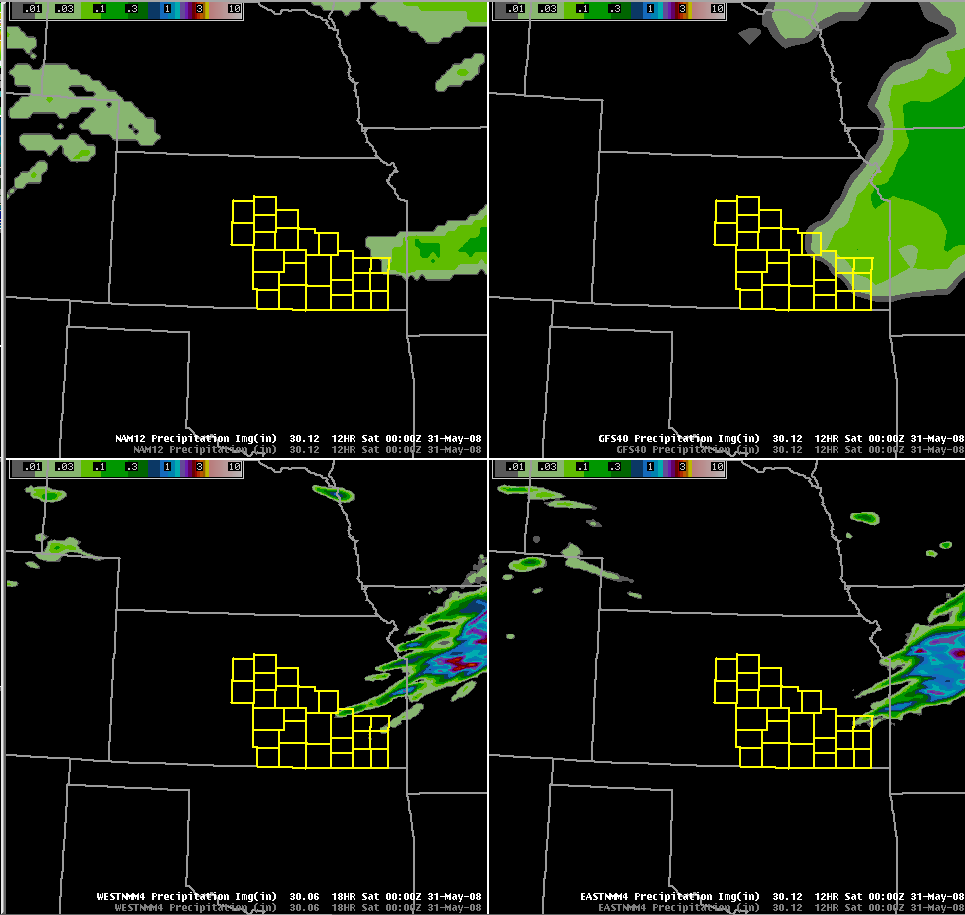 .01 .03 .1 .3 1 3 10
.01 .03 .1 .3 1 3 10
NAM12 Precipitation Img(in) 30.12 12HR Sat 00:00Z 31-May-08
NAM12 Precipitation (in) 30.12 12HR Sat 00:00Z 31-May-08
GFS40 Precipitation Img(in) 30.12 12HR Sat 00:00Z 31-May-08
GFS40 Precipitation (in) 30.12 12HR Sat 00:00Z 31-May-08
.01 .03 .1 .3 1 3 10
.01 .03 .1 .3 1 3 10
WESTNMM4 Precipitation Img(in) 30.06 18HR Sat 00:00Z 31-May-08
WESTNMM4 Precipitation (in) 30.06 18HR Sat 00:00Z 31-May-08
EASTNMM4 Precipitation Img(in) 30.12 12HR Sat 00:00Z 31-May-08
EASTNMM4 Precipitation (in) 30.12 12HR Sat 00:00Z 31-May-08